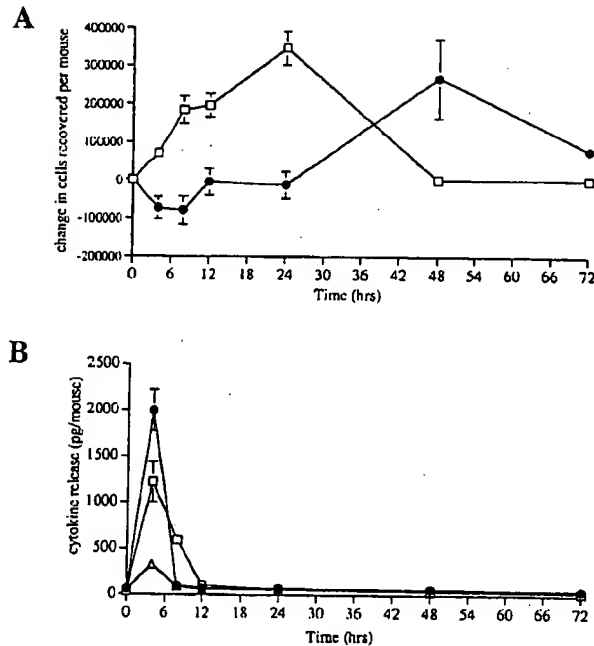 A
change in cells recovered per mouse
400000
300000
200000
100000
0
-100000
-200000
0 6 12 18 24 30 36 42 48 54 60 66 72
Time (hrs)
B
cytokine release (pg/mouse)
2500
2000
1500
1000
500
0
0 6 12 18 24 30 36 42 48 54 60 66 72
Time (hrs)